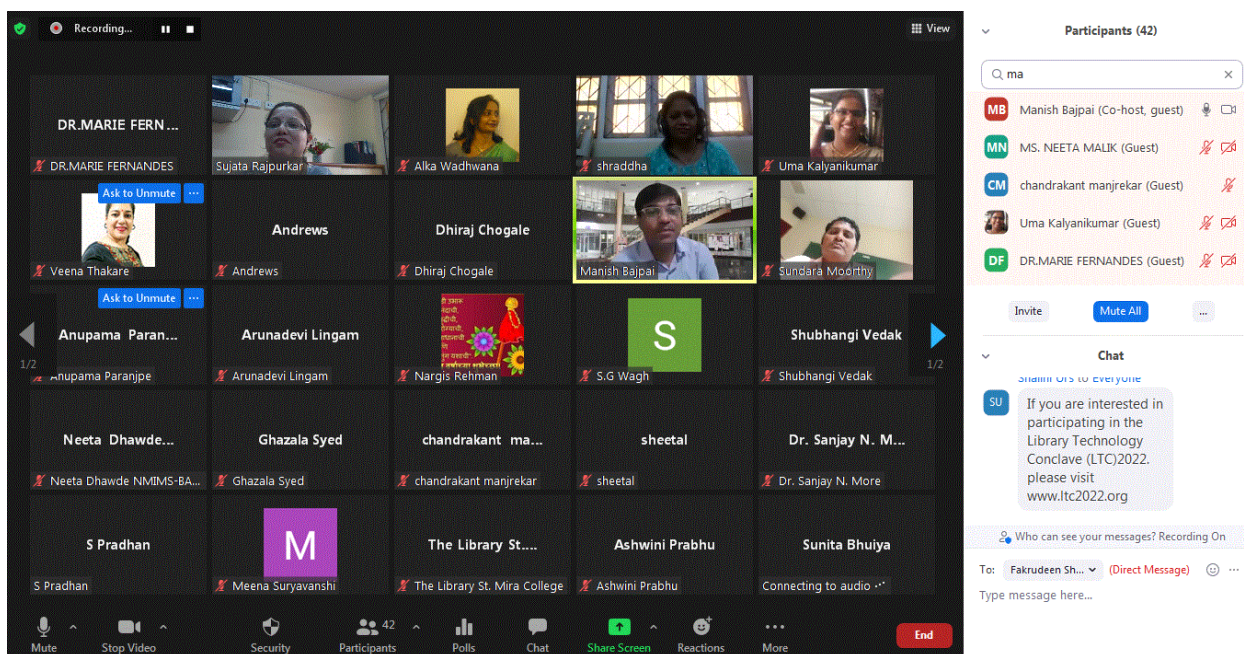 Recording...
View
DR.MARIE FERN...
DR.MARIE FERNANDES
Sujata Rajpurkar
Alka Wadhwana
shraddha
Uma Kalyanikumar
Ask to Unmute ...
Veena Thakare
Andrews
Andrews
Dhiraj Chogale
Dhiraj Chogale
Manish Bajpai
Sundara Moorthy
Ask to Unmute ...
Anupama Paran...
Anupama Paranjpe
Arunadevi Lingam
Arunadevi Lingam
Nargis Rehman
S
S.G Wagh
Shubhangi Vedak
Shubhangi Vedak
1/2
1/2
Neeta Dhawde...
Neeta Dhawde NMIMS-BA...
Ghazala Syed
Ghazala Syed
chandrakant ma...
chandrakant manjrekar
sheetal
sheetal
Dr. Sanjay N. M...
Dr. Sanjay N. More
S Pradhan
S Pradhan
M
Meena Suryavanshi
The Library St....
The Library St. Mira College
Ashwini Prabhu
Ashwini Prabhu
Sunita Bhuiya
Connecting to audio
Mute
Stop Video
Security
42
Participants
Polls
Chat
Share Screen
Reactions
More
End
Participants (42)
ma
MB Manish Bajpai (Co-host, guest)
MN MS. NEETA MALIK (Guest)
CM chandrakant manjrekar (Guest)
Uma Kalyanikumar (Guest)
DF DR.MARIE FERNANDES (Guest)
Invite Mute All ...
Chat
Shalini Urs to Everyone
SU
If you are interested in
participating in the
Library Technology
Conclave (LTC)2022.
please visit
www.ltc2022.org
Who can see your messages? Recording On
To: Fakrudeen Sh... (Direct Message) ...
Type message here...